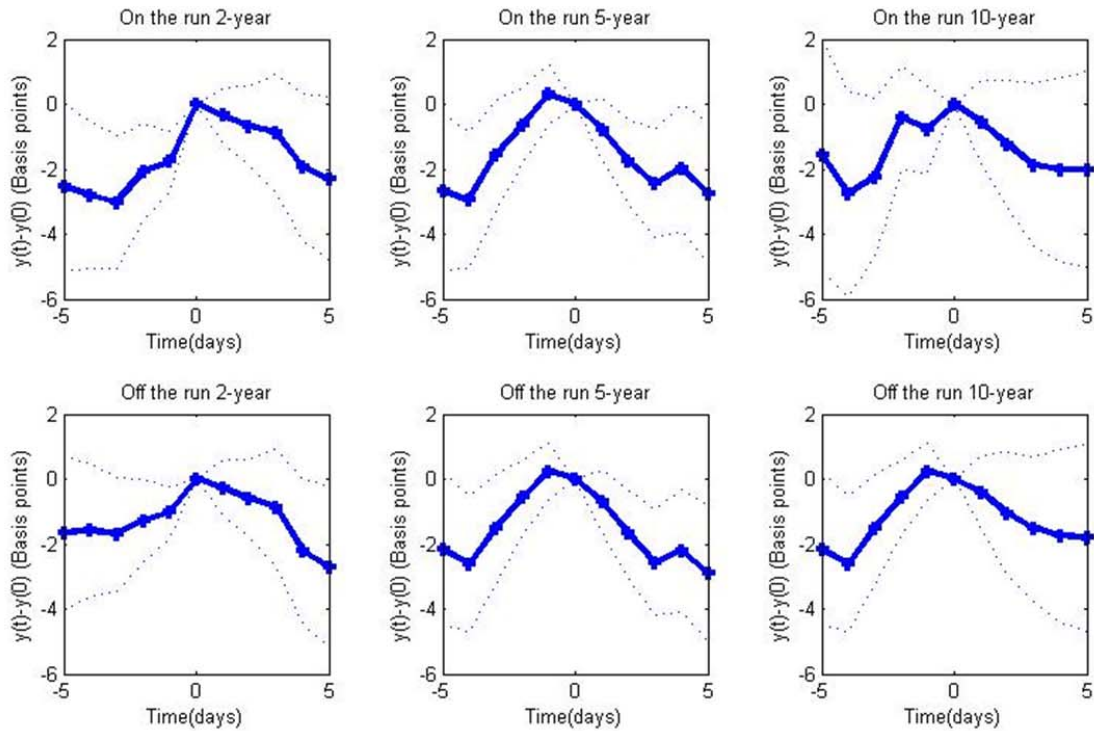 On the run 2-year
y(t)-y(0) (Basis points)
2
0
-2
-4
-6
-5
0
5
Time(days)
On the run 5-year
y(t)-y(0) (Basis points)
2
0
-2
-4
-6
-5
0
5
Time(days)
On the run 10-year
y(t)-y(0) (Basis points)
2
0
-2
-4
-6
-5
0
5
Time(days)
Off the run 2-year
y(t)-y(0) (Basis points)
2
0
-2
-4
-6
-5
0
5
Time(days)
Off the run 5-year
y(t)-y(0) (Basis points)
2
0
-2
-4
-6
-5
0
5
Time(days)
Off the run 10-year
y(t)-y(0) (Basis points)
2
0
-2
-4
-6
-5
0
5
Time(days)